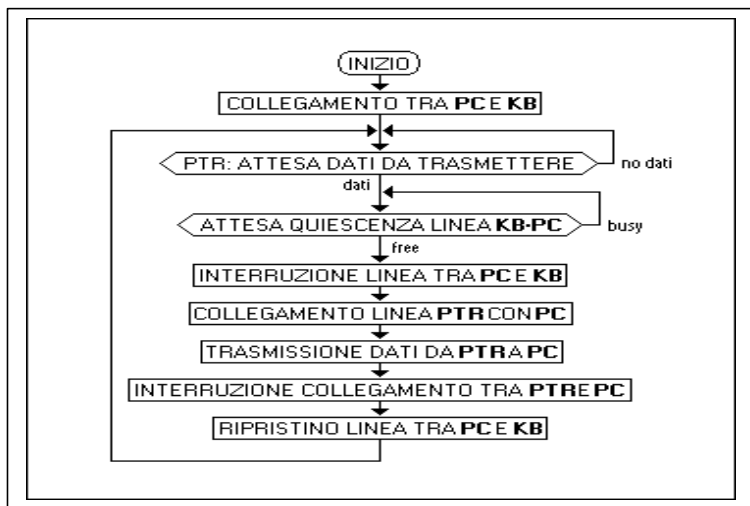 INIZIO
COLLEGAMENTO TRA PC E KB
PTR: ATTESA DATI DA TRASMETTERE
no dati
dati
ATTESA QUIESCENZA LINEA KB-PC
busy
free
INTERRUZIONE LINEA TRA PC E KB
COLLEGAMENTO LINEA PTR CON PC
TRASMISSIONE DATI DA PTR A PC
INTERRUZIONE COLLEGAMENTO TRA PTR E PC
RIPRISTINO LINEA TRA PC E KB